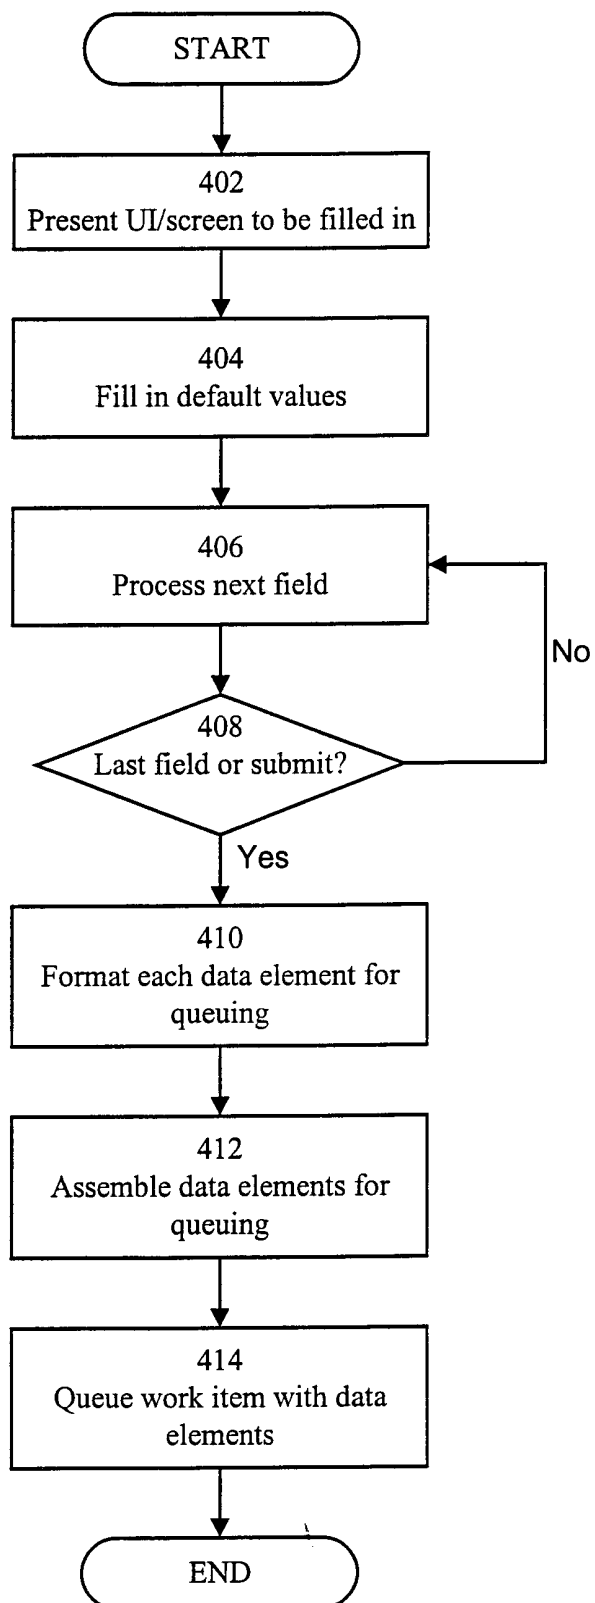 START
402
Present UI/screen to be filled in
404
Fill in default values
406
Process next field
No
408
Last field or submit?
Yes
410
Format each data element for
queuing
412
Assemble data elements for
queuing
414
Queue work item with data
elements
END